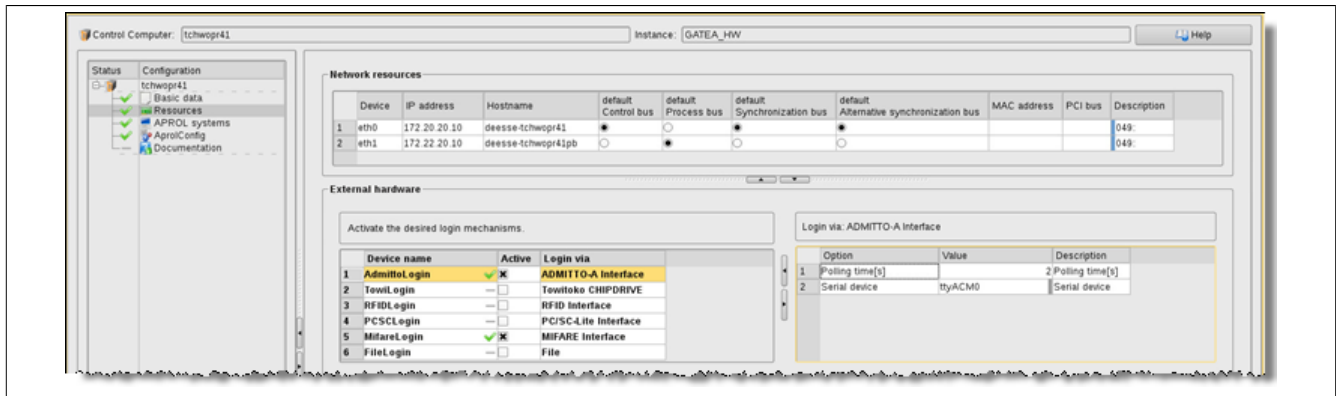 Control Computer: tchwopr41 Instance: GATEA_HW Help
Status Configuration
tchwopr41
Basic data
Resources
APROL systems
AprolConfig
Documentation
Network resources
Device IP address Hostname default Control bus default Process bus default Synchronization bus default Alternative synchronization bus MAC address PCI bus Description
1 eth0 172.20.20.10 deesse-tchwopr41 049:
2 eth1 172.22.20.10 deesse-tchwopr41pb 049:
External hardware
Activate the desired login mechanisms.
Device name Active Login via
1 AdmittoLogin ADMITTO-A Interface
2 TowiLogin Towitoko CHIPDRIVE
3 RFIDLogin RFID Interface
4 PCSCLogin PC/SC-Lite Interface
5 MifareLogin MIFARE Interface
6 FileLogin File
Login via: ADMITTO-A Interface
Option Value Description
1 Polling time[s] 2 Polling time[s]
2 Serial device ttyACM0 Serial device